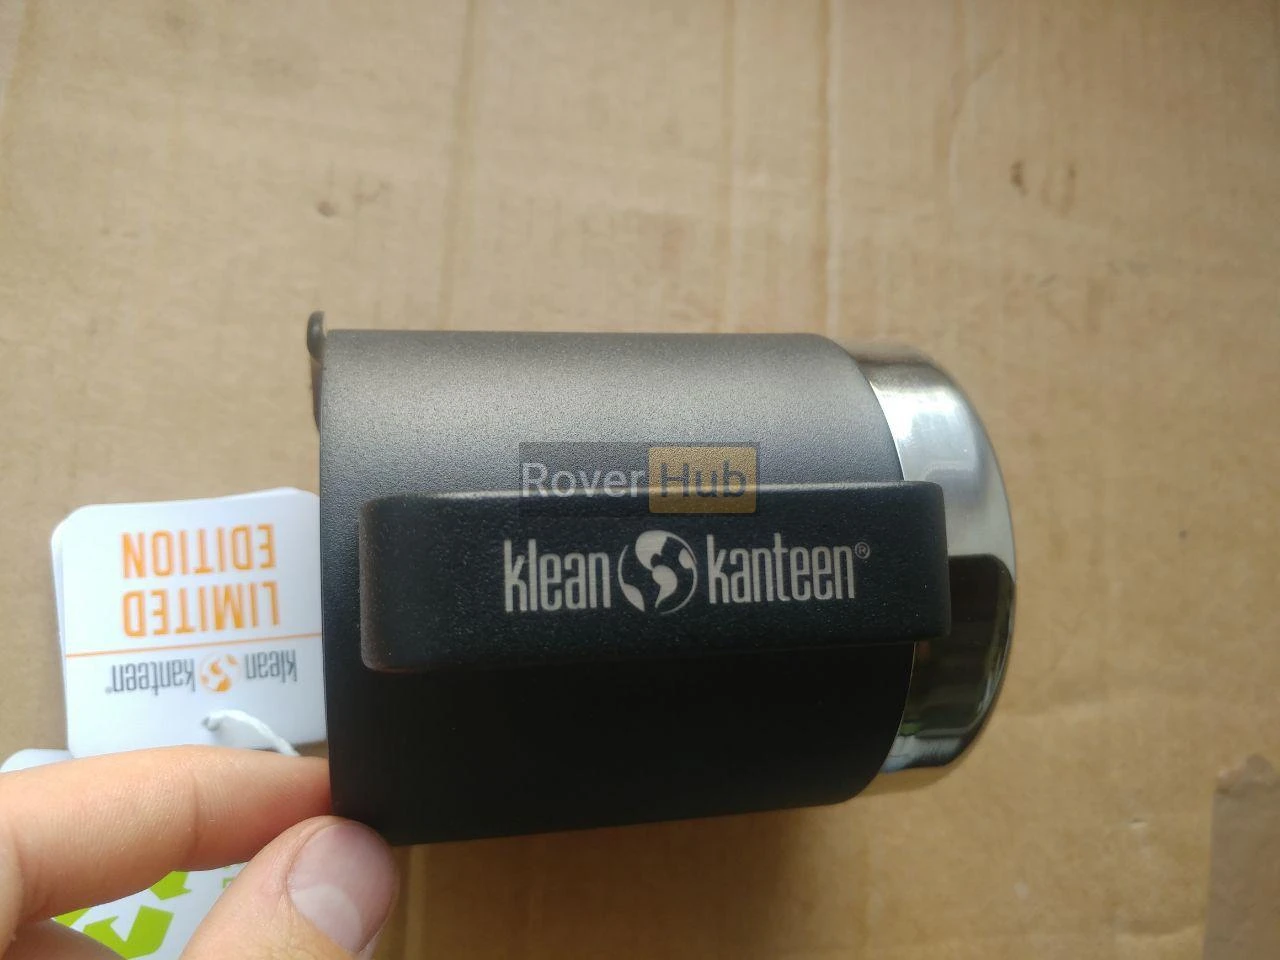 Rover Hub
klean kanteen®
LIMITED
EDITION
klean kanteen®